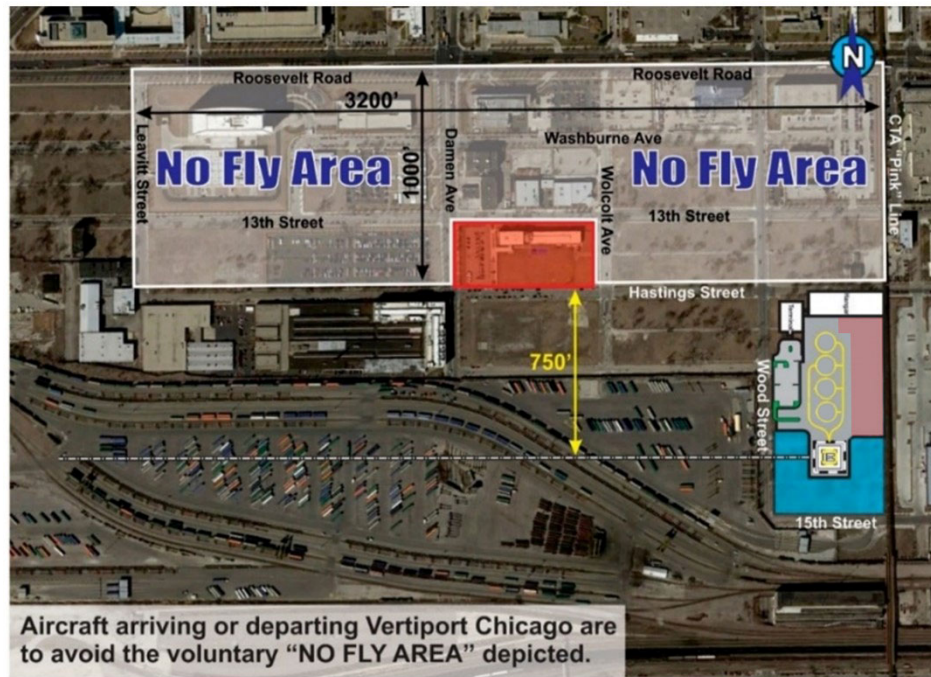 N
Roosevelt Road
Roosevelt Road
3200'
Leavitt Street
Damen Ave
Washburne Ave
CTA "Pink" Line
No Fly Area
1000'
No Fly Area
Wolcolt Ave
13th Street
13th Street
Hastings Street
Terminal
Hangar
750'
Wood Street
15th Street
Aircraft arriving or departing Vertiport Chicago are
to avoid the voluntary “NO FLY AREA” depicted.